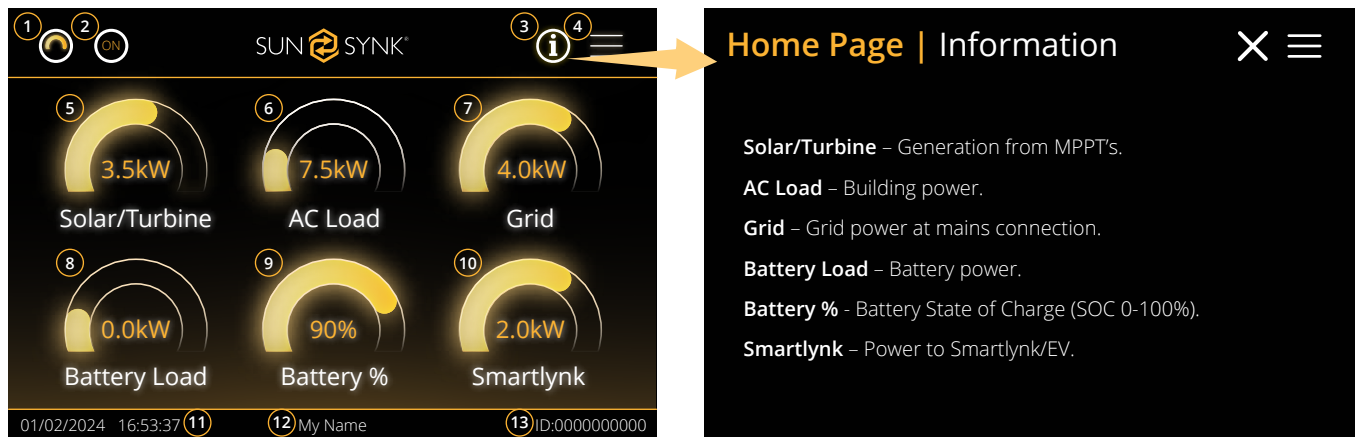 1 2 ON SUN SYNK® 3 4
5 6 7
3.5kW 7.5kW 4.0kW
Solar/Turbine AC Load Grid
8 9 10
0.0kW 90% 2.0kW
Battery Load Battery % Smartlynk
01/02/2024 16:53:37 11 12 My Name 13 ID:0000000000
Home Page | Information
Solar/Turbine – Generation from MPPT's.
AC Load – Building power.
Grid – Grid power at mains connection.
Battery Load – Battery power.
Battery % - Battery State of Charge (SOC 0-100%).
Smartlynk – Power to Smartlynk/EV.